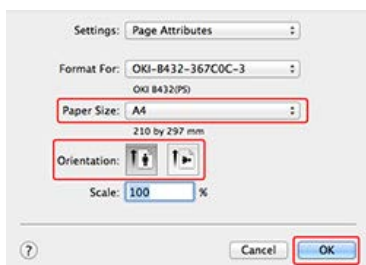 Settings: Page Attributes
Format For: OKI-B432-367C0C-3
OKI B432(PS)
Paper Size: A4
210 by 297 mm
Orientation:
Scale: 100 %
? Cancel OK